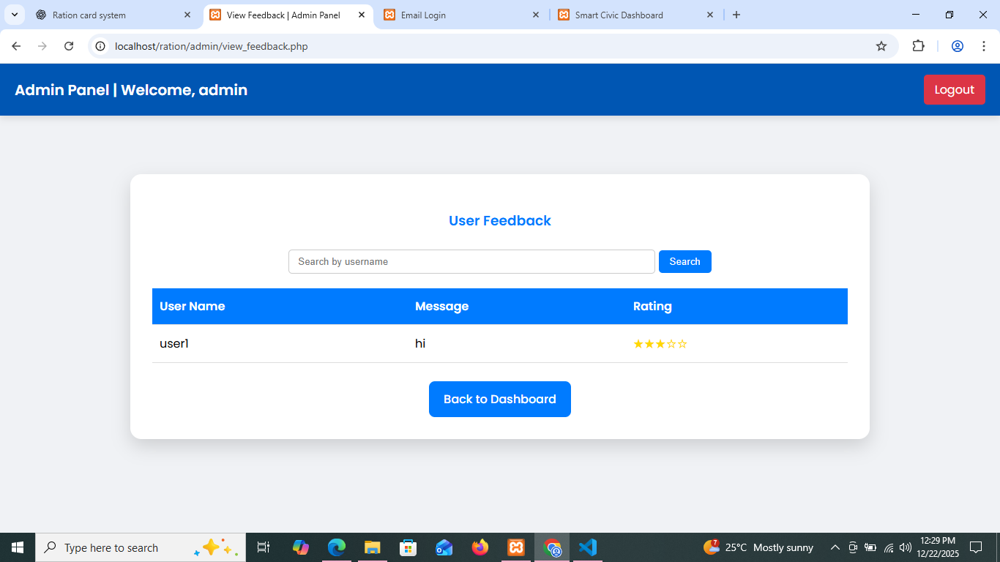 Ration card system
View Feedback | Admin Panel
Email Login
Smart Civic Dashboard
localhost/ration/admin/view_feedback.php
Admin Panel | Welcome, admin
Logout
User Feedback
Search by username
Search
User Name Message Rating
user1 hi ★★★☆☆
Back to Dashboard
Type here to search
7
25°C Mostly sunny
12:29 PM
12/22/2025